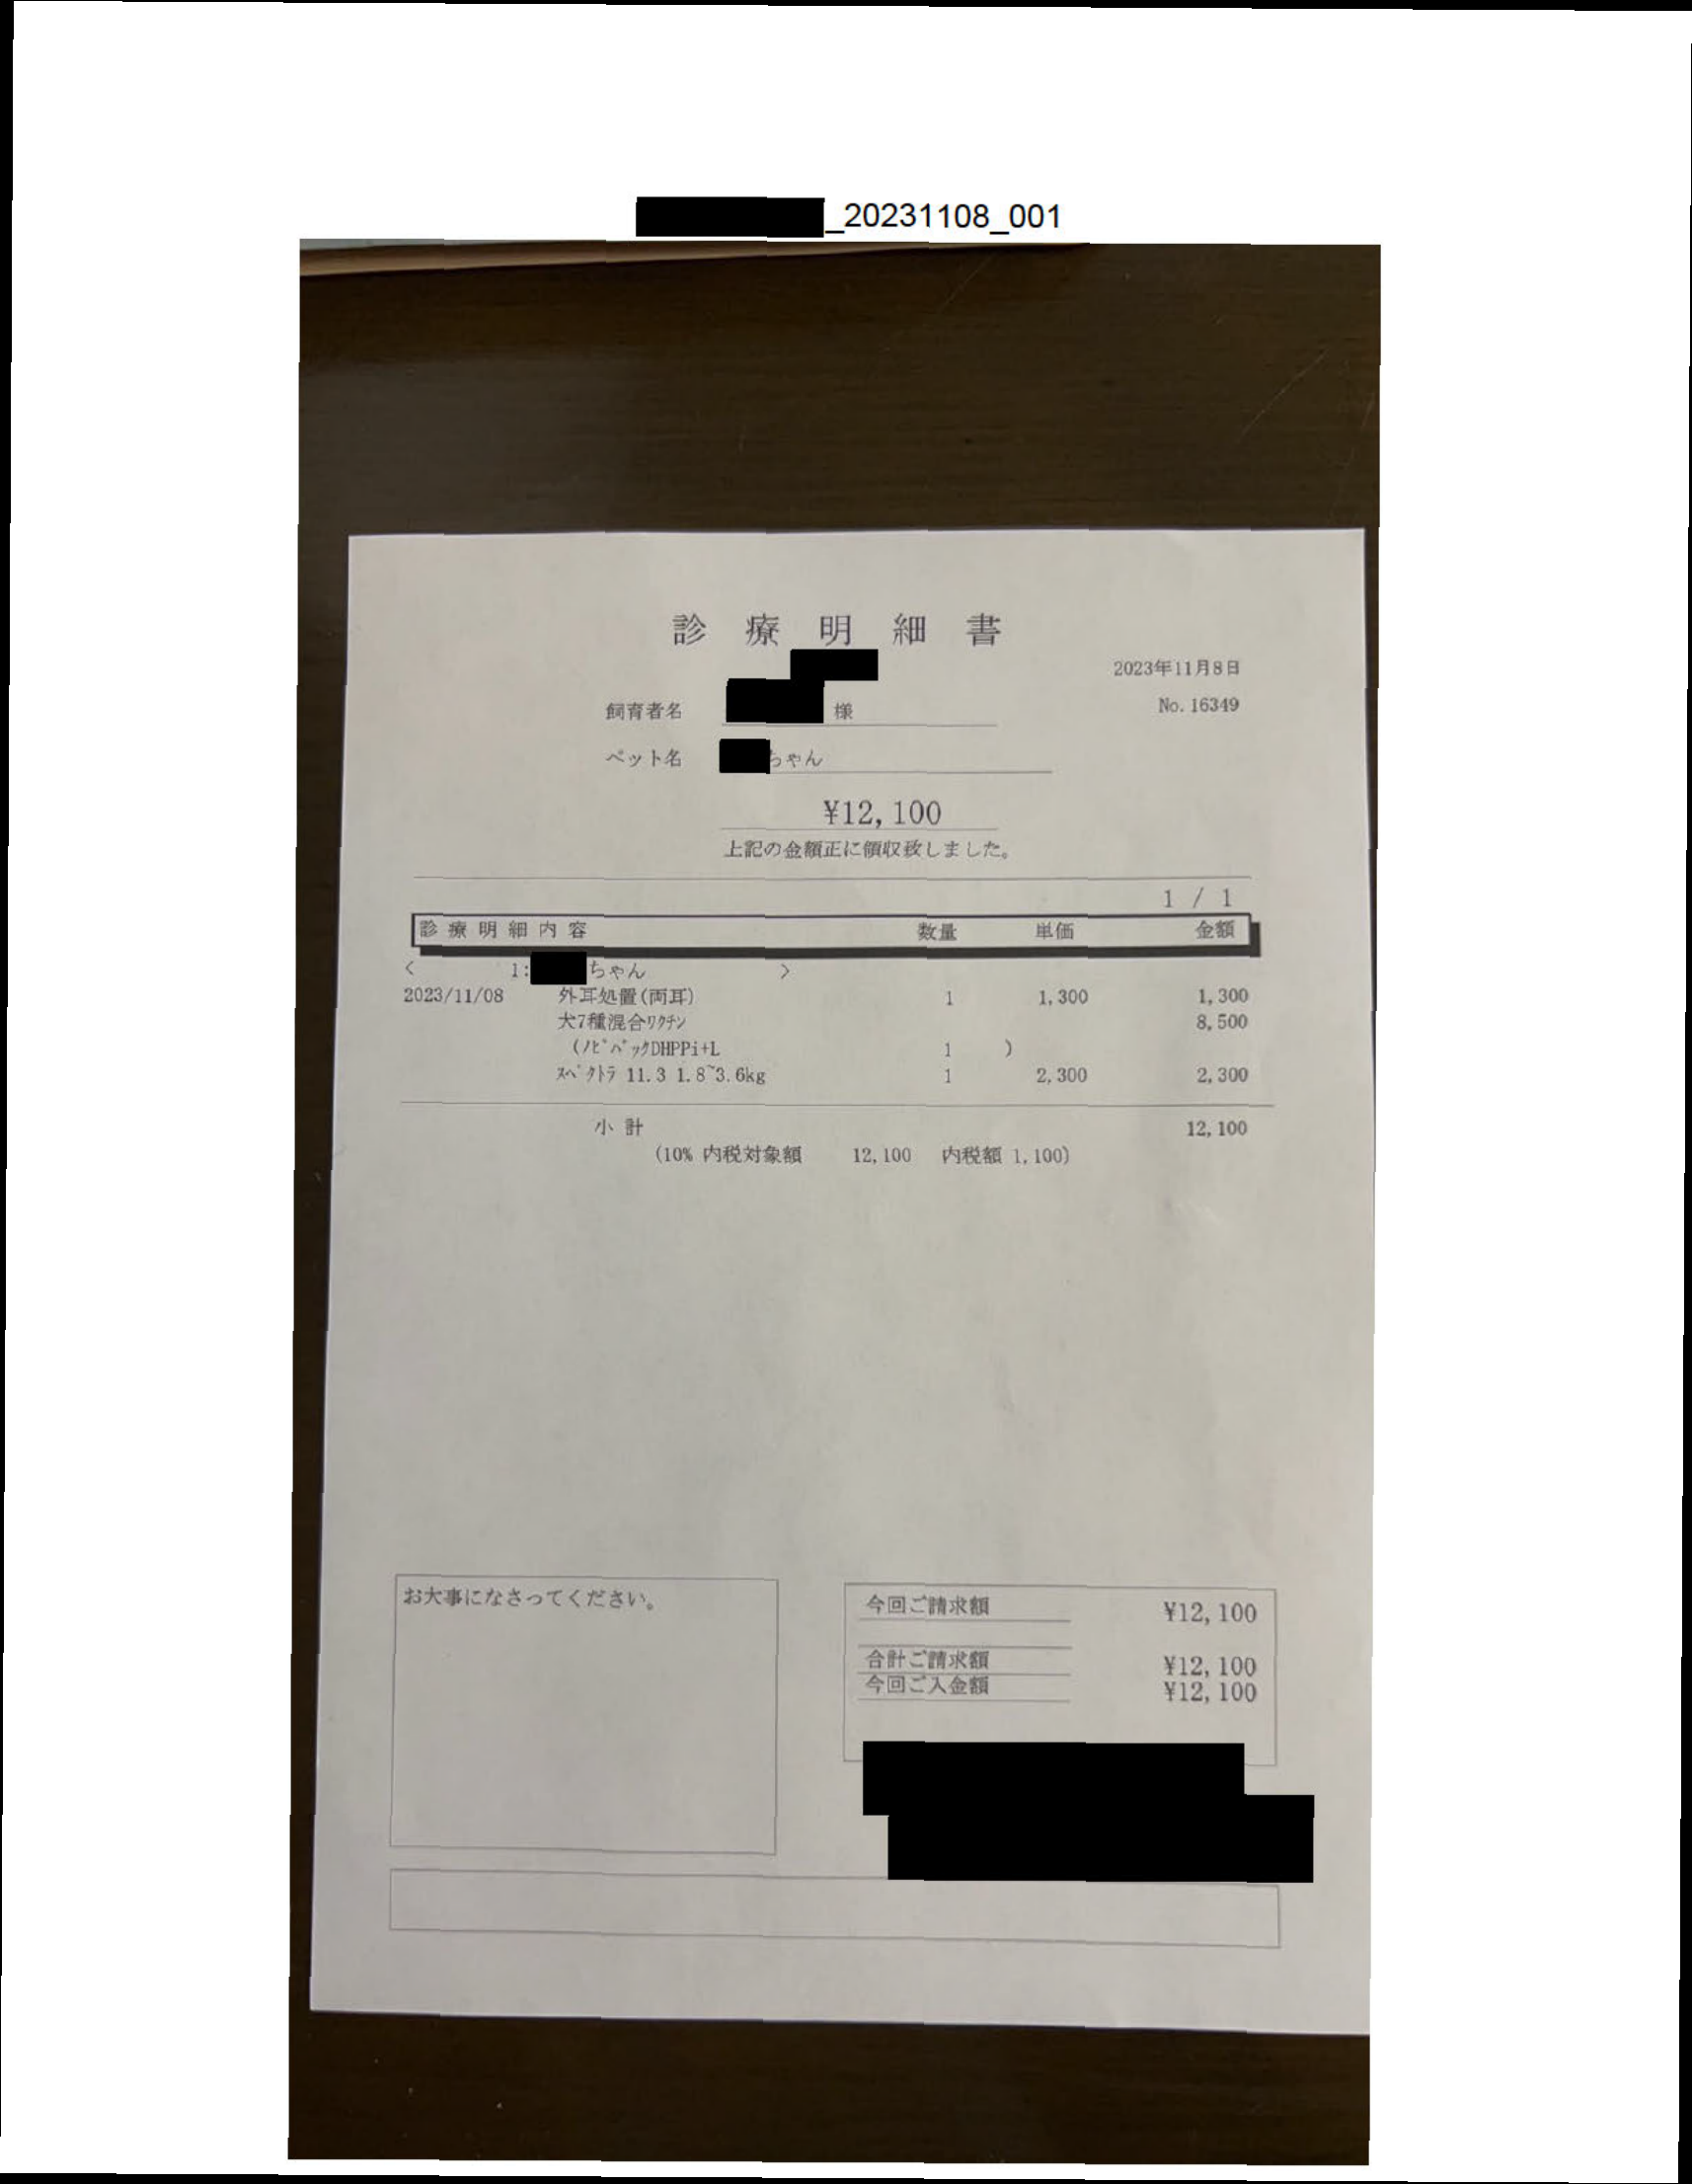 _20231108_001
診療明細書
2023年11月8日
飼育者名 様
No. 16349
ペット名 ちゃん
¥12,100
上記の金額正に領収致しました。
1 / 1
診療明細内容 数量 単価 金額
< 1: ちゃん >
2023/11/08 外耳処置(両耳) 1 1,300 1,300
犬7種混合ﾜｸﾁﾝ 8,500
(ﾉﾋﾞﾊﾞｯｸDHPPi+L 1 )
ｽﾍﾟｸﾄﾗ 11.3 1.8~3.6kg 1 2,300 2,300
小計 12,100
(10% 内税対象額 12,100 内税額 1,100)
お大事になさってください。
今回ご請求額 ¥12,100
合計ご請求額 ¥12,100
今回ご入金額 ¥12,100